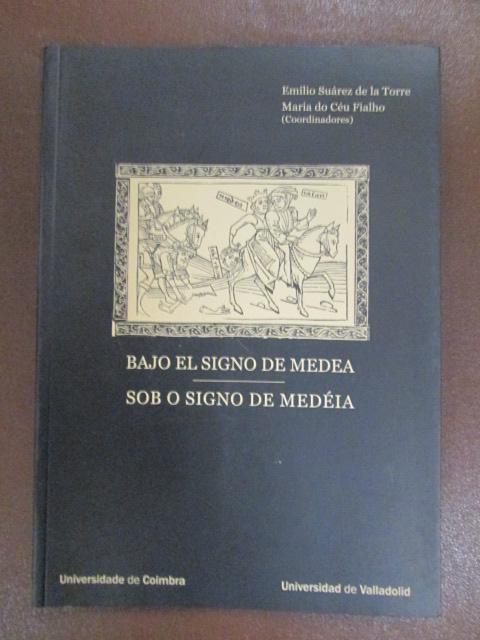 Emilio Suárez de la Torre
Maria do Céu Fialho
(Coordinadores)
BAJO EL SIGNO DE MEDEA
SOB O SIGNO DE MEDÉIA
Universidade de Coimbra
Universidad de Valladolid